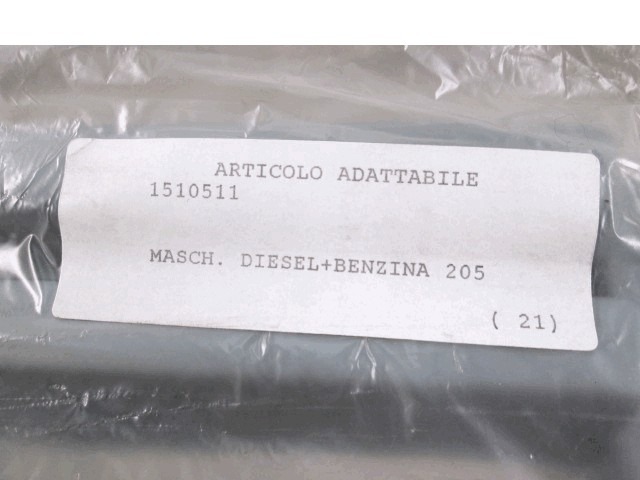 ARTICOLO ADATTABILE
1510511
MASCH. DIESEL+BENZINA 205
( 21)